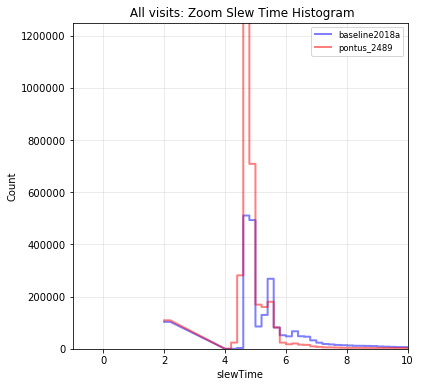 All visits: Zoom Slew Time Histogram
baseline2018a
pontus_2489
1200000
1000000
800000
600000
400000
200000
0
Count
0 2 4 6 8 10
slewTime